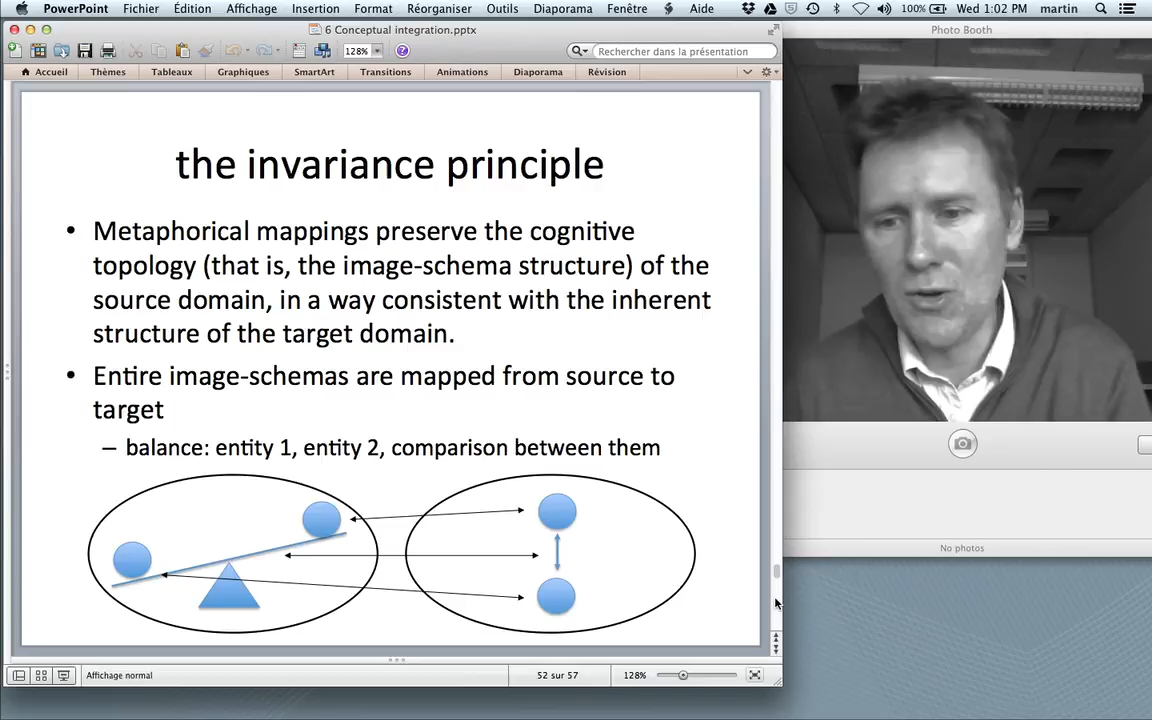 PowerPoint Fichier Édition Affichage Insertion Format Réorganiser Outils Diaporama Fenêtre Aide 100% Wed 1:02 PM martin
6 Conceptual integration.pptx
Photo Booth
128%
Rechercher dans la présentation
Accueil Thèmes Tableaux Graphiques SmartArt Transitions Animations Diaporama Révision
the invariance principle
• Metaphorical mappings preserve the cognitive
topology (that is, the image-schema structure) of the
source domain, in a way consistent with the inherent
structure of the target domain.
• Entire image-schemas are mapped from source to
target
– balance: entity 1, entity 2, comparison between them
No photos
Affichage normal 52 sur 57 128%